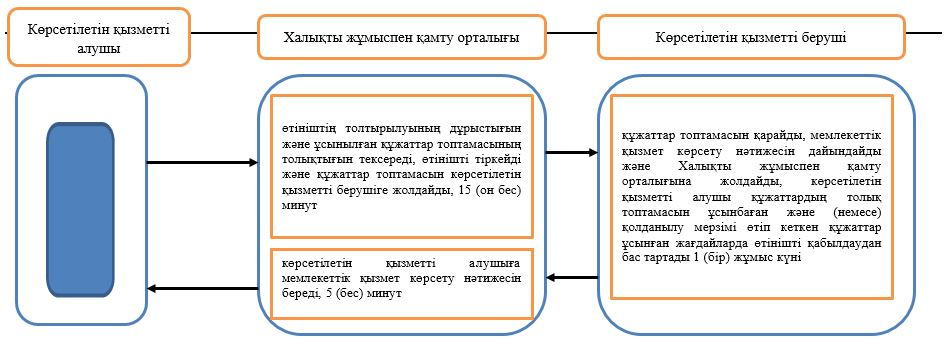 Көрсетілетін қызметті
алушы
Халықты жұмыспен қамту орталығы
Көрсетілетін қызметті беруші
өтініштің толтырылуының дұрыстығын
және ұсынылған құжаттар топтамасының
толықтығын тексереді, өтінішті тіркейді
және құжаттар топтамасын көрсетілетін
қызметті берушіге жолдайды, 15 (он бес)
минут
көрсетілетін қызметті алушыға
мемлекеттік қызмет көрсету нәтижесін
береді, 5 (бес) минут
құжаттар топтамасын қарайды, мемлекеттік
қызмет көрсету нәтижесін дайындайды
және Халықты жұмыспен қамту
орталығына жолдайды, көрсетілетін
қызметті алушы құжаттардың толық
топтамасын ұсынбаған және (немесе)
қолданылу мерзімі өтіп кеткен құжаттар
ұсынған жағдайларда өтінішті қабылдаудан
бас тартады 1 (бір) жұмыс күні